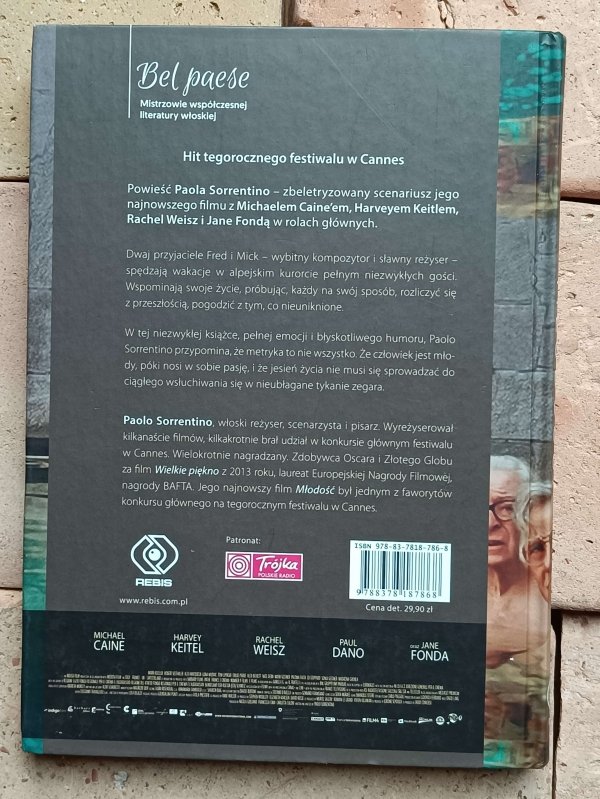 Bel paese
Mistrzowie współczesnej
literatury włoskiej
Hit tegorocznego festiwalu w Cannes
Powieść Paola Sorrentino – zbeletryzowany scenariusz jego
najnowszego filmu z Michaelem Caine'em, Harveyem Keitlem,
Rachel Weisz i Jane Fondą w rolach głównych.
Dwaj przyjaciele Fred i Mick – wybitny kompozytor i sławny reżyser –
spędzają wakacje w alpejskim kurorcie pełnym niezwykłych gości.
Wspominają swoje życie, próbując, każdy na swój sposób, rozliczyć się
z przeszłością, pogodzić z tym, co nieuniknione.
W tej niezwykłej książce, pełnej emocji i błyskotliwego humoru, Paolo
Sorrentino przypomina, że metryka to nie wszystko. Że człowiek jest mło-
dy, póki nosi w sobie pasję, i że jesień życia nie musi się sprowadzać do
ciągłego wsłuchiwania się w nieubłagane tykanie zegara.
Paolo Sorrentino, włoski reżyser, scenarzysta i pisarz. Wyreżyserował
kilkanaście filmów, kilkakrotnie brał udział w konkursie głównym festiwalu
w Cannes. Wielokrotnie nagradzany. Zdobywca Oscara i Złotego Globu
za film Wielkie piękno z 2013 roku, laureat Europejskiej Nagrody Filmowej,
nagrody BAFTA. Jego najnowszy film Młodość był jednym z faworytów
konkursu głównego na tegorocznym festiwalu w Cannes.
REBIS
www.rebis.com.pl
Patronat:
Trójka
POLSKIE RADIO
ISBN 978-83-7818-786-8
9 788378 187868
Cena det. 29,90 zł
MICHAEL CAINE
HARVEY KEITEL
RACHEL WEISZ
PAUL DANO
oraz JANE FONDA